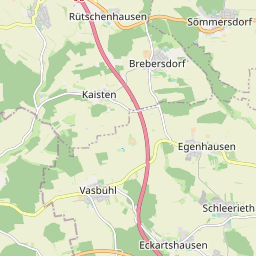 Rütschenhausen
Sömmersdorf
Brebersdorf
Kaisten
Egenhausen
Vasbühl
Schleerieth
Eckartshausen